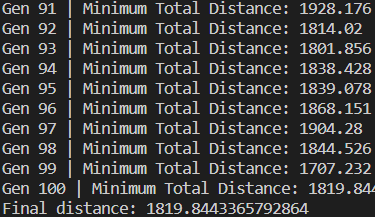 Gen 91 | Minimum Total Distance: 1928.176
Gen 92 | Minimum Total Distance: 1814.02
Gen 93 | Minimum Total Distance: 1801.856
Gen 94 | Minimum Total Distance: 1838.428
Gen 95 | Minimum Total Distance: 1839.078
Gen 96 | Minimum Total Distance: 1868.151
Gen 97 | Minimum Total Distance: 1904.28
Gen 98 | Minimum Total Distance: 1844.526
Gen 99 | Minimum Total Distance: 1707.232
Gen 100 | Minimum Total Distance: 1819.844
Final distance: 1819.8443365792864